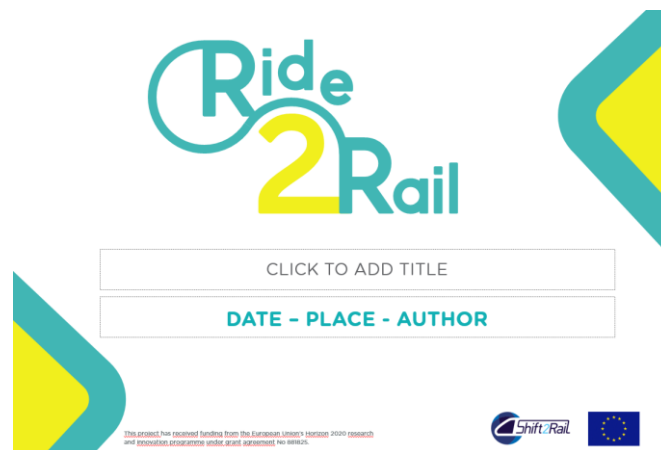 Ride
2Rail
CLICK TO ADD TITLE
DATE – PLACE - AUTHOR
This project has received funding from the European Union's Horizon 2020 research
and innovation programme under grant agreement No 881825.
Shift2Rail